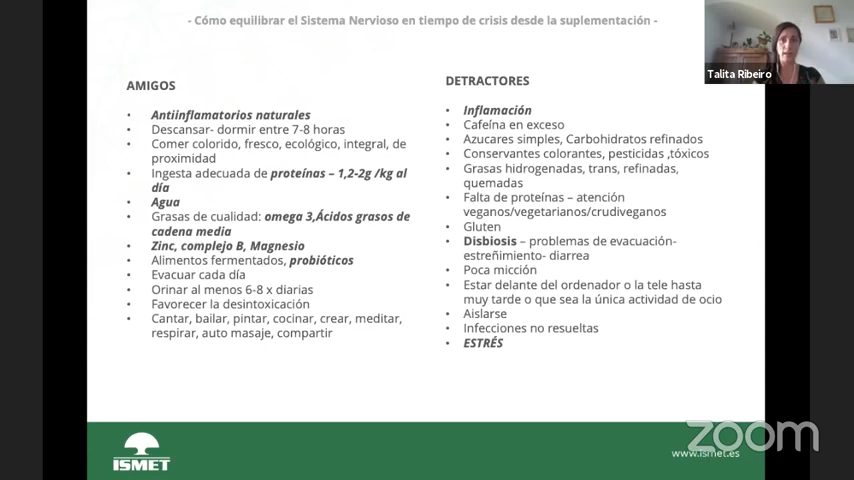 - Cómo equilibrar el Sistema Nervioso en tiempo de crisis desde la suplementación -
Talita Ribeiro
AMIGOS
• Antiinflamatorios naturales
• Descansar- dormir entre 7-8 horas
• Comer colorido, fresco, ecológico, integral, de
proximidad
• Ingesta adecuada de proteínas – 1,2-2g /kg al
día
• Agua
• Grasas de cualidad: omega 3,Ácidos grasos de
cadena media
• Zinc, complejo B, Magnesio
• Alimentos fermentados, probióticos
• Evacuar cada día
• Orinar al menos 6-8 x diarias
• Favorecer la desintoxicación
• Cantar, bailar, pintar, cocinar, crear, meditar,
respirar, auto masaje, compartir
DETRACTORES
• Inflamación
• Cafeína en exceso
• Azucares simples, Carbohidratos refinados
• Conservantes colorantes, pesticidas ,tóxicos
• Grasas hidrogenadas, trans, refinadas,
quemadas
• Falta de proteínas – atención
veganos/vegetarianos/crudiveganos
• Gluten
• Disbiosis – problemas de evacuación-
estreñimiento- diarrea
• Poca micción
• Estar delante del ordenador o la tele hasta
muy tarde o que sea la única actividad de ocio
• Aislarse
• Infecciones no resueltas
• ESTRÉS
ISMET
www.ismet.es
zoom